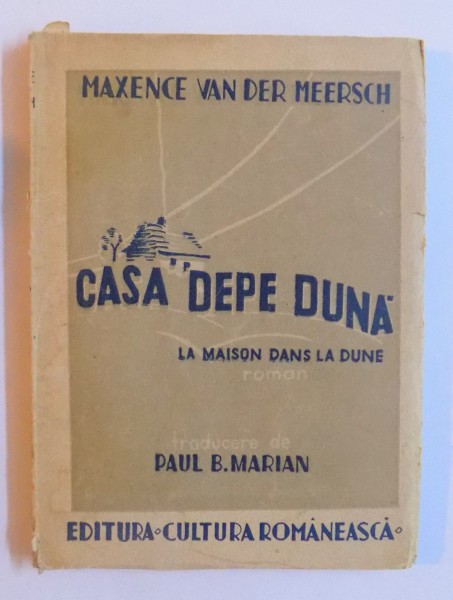 MAXENCE VAN DER MEERSCH
CASA DEPE DUNĂ
LA MAISON DANS LA DUNE
roman
traducere de
PAUL B. MARIAN
EDITURA CULTURA ROMÂNEASCĂ